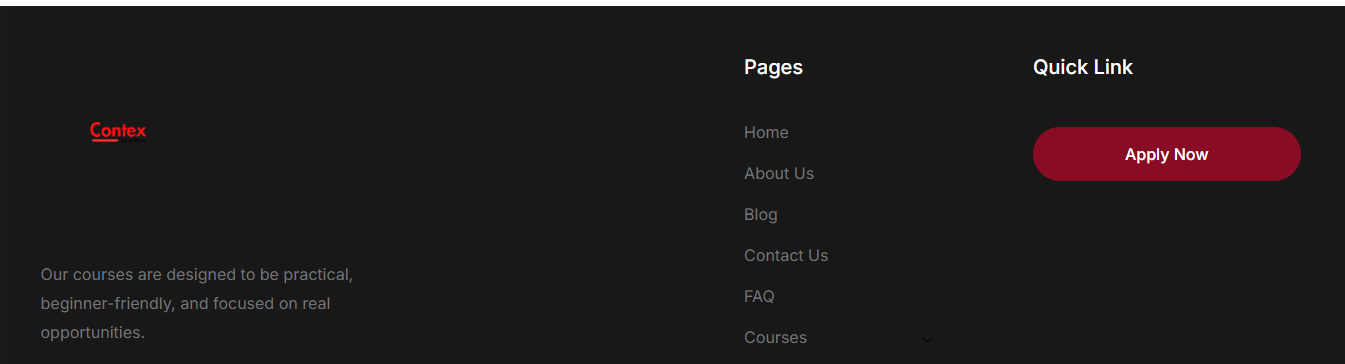 Contex
Our courses are designed to be practical,
beginner-friendly, and focused on real
opportunities.
Pages
Home
About Us
Blog
Contact Us
FAQ
Courses
Quick Link
Apply Now